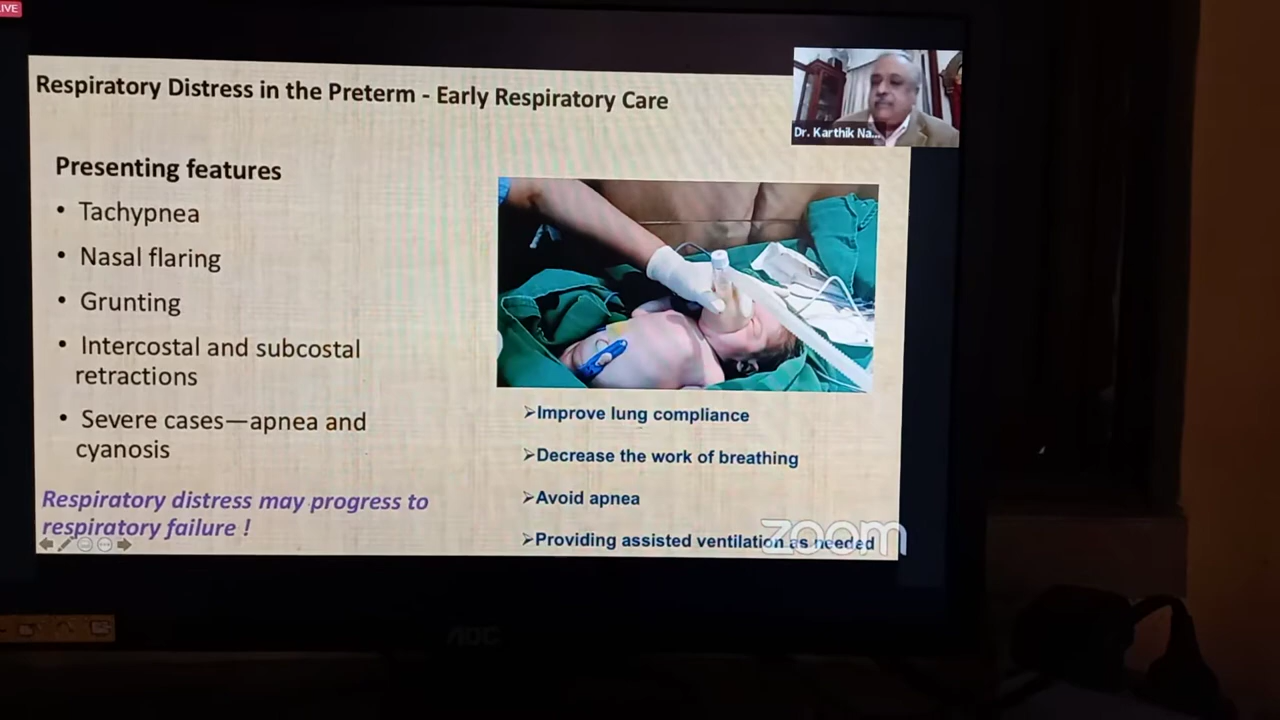 LIVE
Respiratory Distress in the Preterm - Early Respiratory Care
Dr. Karthik Na...
Presenting features
• Tachypnea
• Nasal flaring
• Grunting
• Intercostal and subcostal
retractions
• Severe cases—apnea and
cyanosis
Respiratory distress may progress to
respiratory failure !
➢Improve lung compliance
➢Decrease the work of breathing
➢Avoid apnea
➢Providing assisted ventilation as needed
zoom
AOC